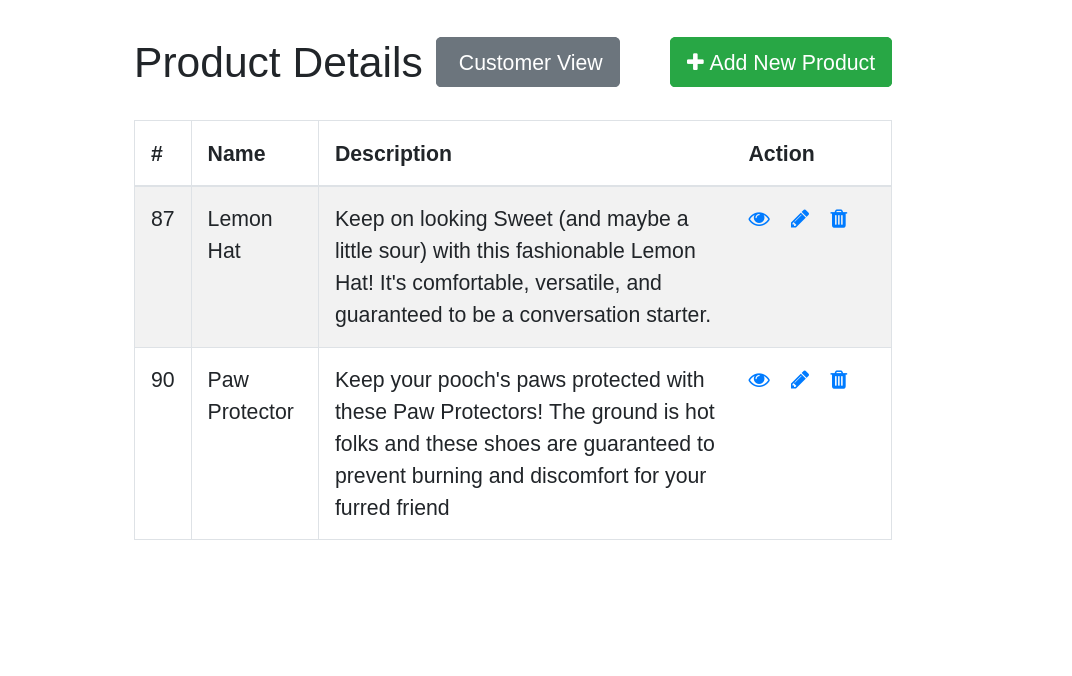 Product Details Customer View Add New Product
# Name Description Action
87 Lemon Hat
Keep on looking Sweet (and maybe a
little sour) with this fashionable Lemon
Hat! It's comfortable, versatile, and
guaranteed to be a conversation starter.
90 Paw Protector
Keep your pooch's paws protected with
these Paw Protectors! The ground is hot
folks and these shoes are guaranteed to
prevent burning and discomfort for your
furred friend